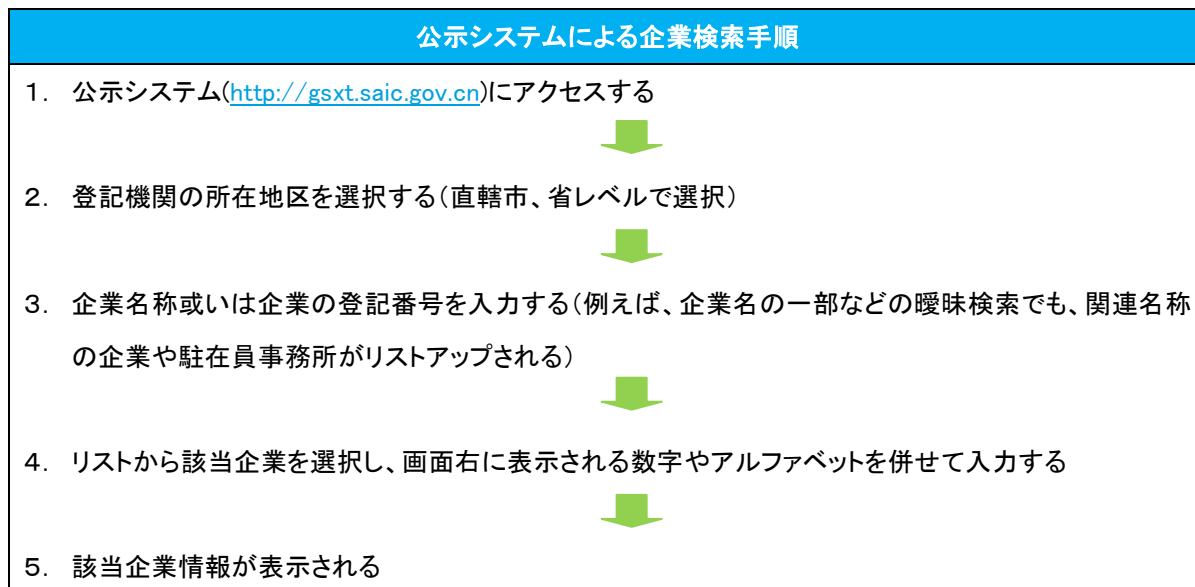 公示システムによる企業検索手順
1. 公示システム(http://gsxt.saic.gov.cn)にアクセスする
2. 登記機関の所在地区を選択する(直轄市、省レベルで選択)
3. 企業名称或いは企業の登記番号を入力する(例えば、企業名の一部などの曖昧検索でも、関連名称
の企業や駐在員事務所がリストアップされる)
4. リストから該当企業を選択し、画面右に表示される数字やアルファベットを併せて入力する
5. 該当企業情報が表示される